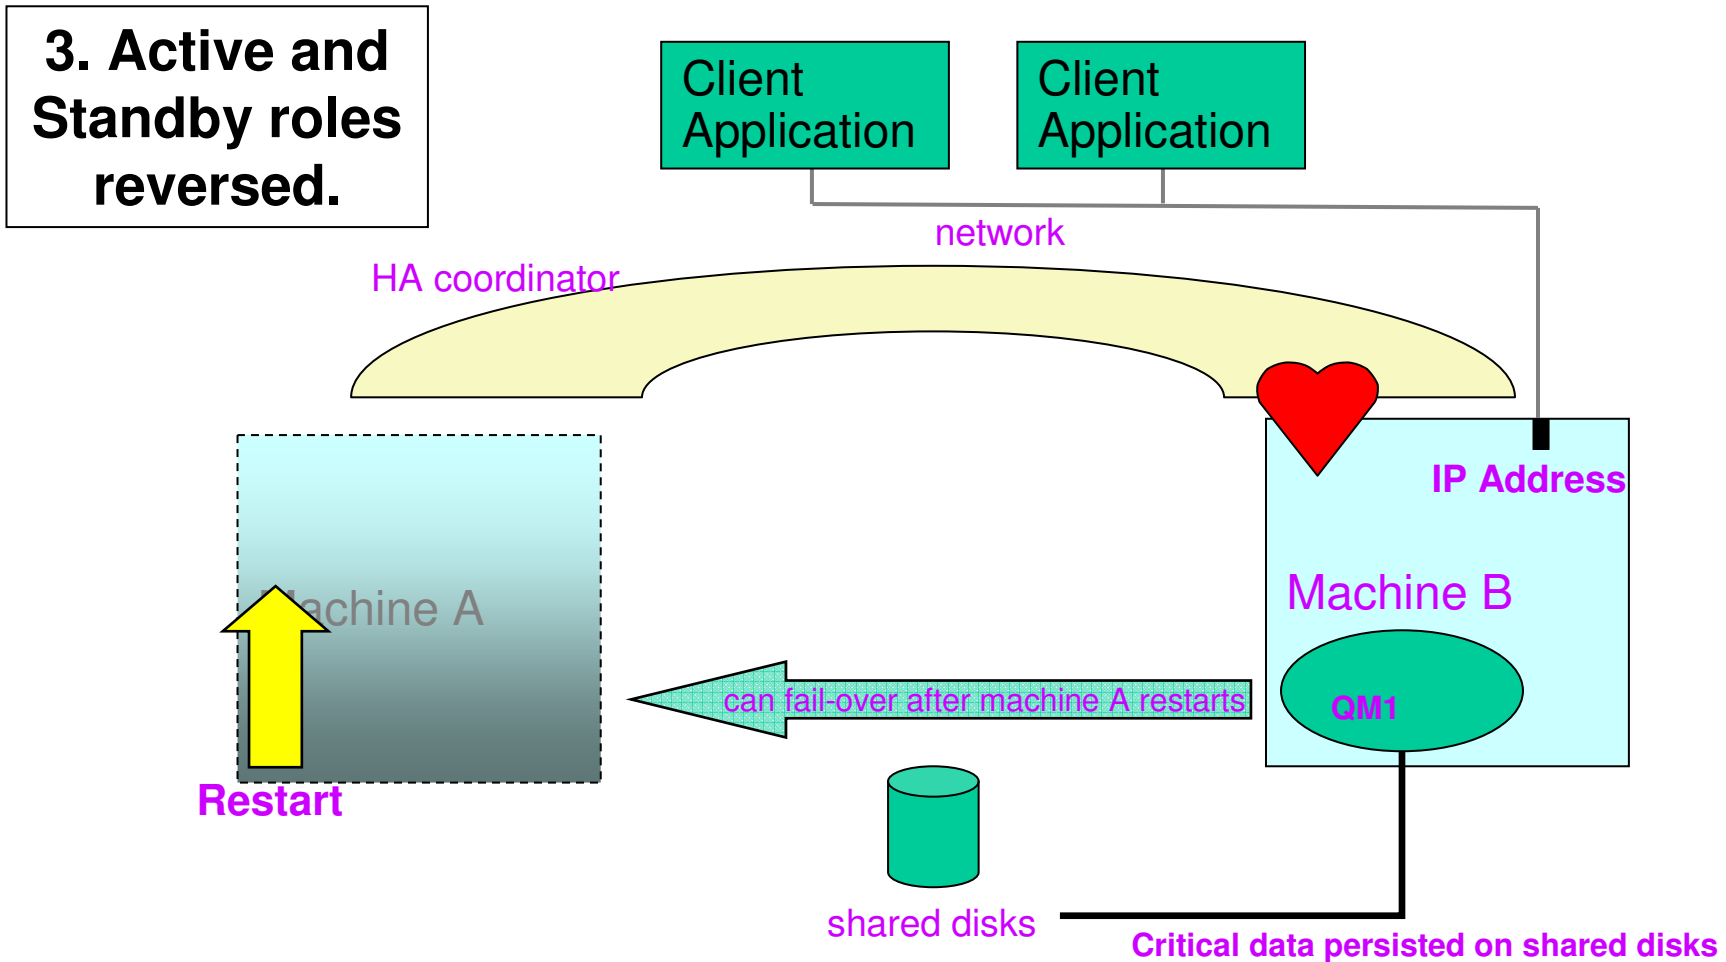 3. Active and
Standby roles
reversed.
Client
Application
Client
Application
network
HA coordinator
IP Address
Machine A
Machine B
can fail-over after machine A restarts
QM1
Restart
shared disks
Critical data persisted on shared disks